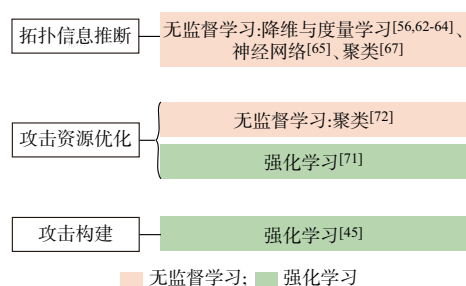 拓扑信息推断
无监督学习:降维与度量学习[56,62-64]、
神经网络[65]、聚类[67]
攻击资源优化
无监督学习:聚类[72]
强化学习[71]
攻击构建
强化学习[45]
无监督学习; 强化学习